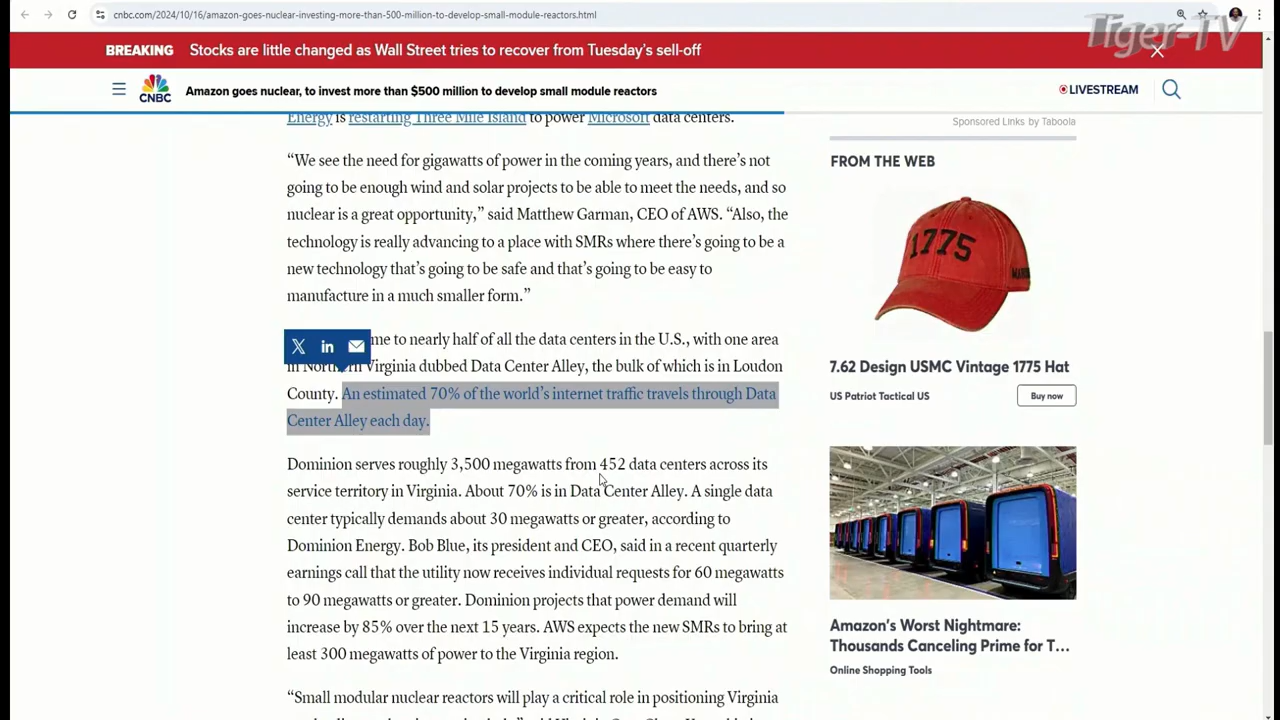 cnbc.com/2024/10/16/amazon-goes-nuclear-investing-more-than-500-million-to-develop-small-module-reactors.html
Tiger-TV
BREAKING Stocks are little changed as Wall Street tries to recover from Tuesday's sell-off
CNBC
Amazon goes nuclear, to invest more than $500 million to develop small module reactors
LIVESTREAM
Energy is restarting Three Mile Island to power Microsoft data centers.
“We see the need for gigawatts of power in the coming years, and there's not
going to be enough wind and solar projects to be able to meet the needs, and so
nuclear is a great opportunity,” said Matthew Garman, CEO of AWS. “Also, the
technology is really advancing to a place with SMRs where there's going to be a
new technology that's going to be safe and that's going to be easy to
manufacture in a much smaller form.”
me to nearly half of all the data centers in the U.S., with one area
in Northern Virginia dubbed Data Center Alley, the bulk of which is in Loudon
County. An estimated 70% of the world's internet traffic travels through Data
Center Alley each day.
Dominion serves roughly 3,500 megawatts from 452 data centers across its
service territory in Virginia. About 70% is in Data Center Alley. A single data
center typically demands about 30 megawatts or greater, according to
Dominion Energy. Bob Blue, its president and CEO, said in a recent quarterly
earnings call that the utility now receives individual requests for 60 megawatts
to 90 megawatts or greater. Dominion projects that power demand will
increase by 85% over the next 15 years. AWS expects the new SMRs to bring at
least 300 megawatts of power to the Virginia region.
“Small modular nuclear reactors will play a critical role in positioning Virginia
Sponsored Links by Taboola
FROM THE WEB
1775
7.62 Design USMC Vintage 1775 Hat
US Patriot Tactical US
Buy now
Amazon's Worst Nightmare:
Thousands Canceling Prime for T...
Online Shopping Tools